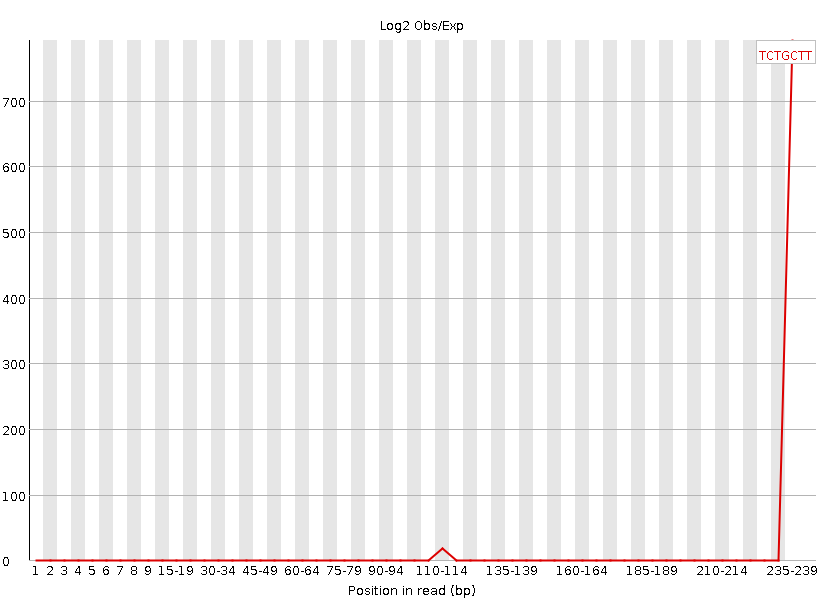 Log2 Obs/Exp
TCTGCTT
700
600
500
400
300
200
100
0
1 2 3 4 5 6 7 8 9 15-19 30-34 45-49 60-64 75-79 90-94 110-114 135-139 160-164 185-189 210-214 235-239
Position in read (bp)